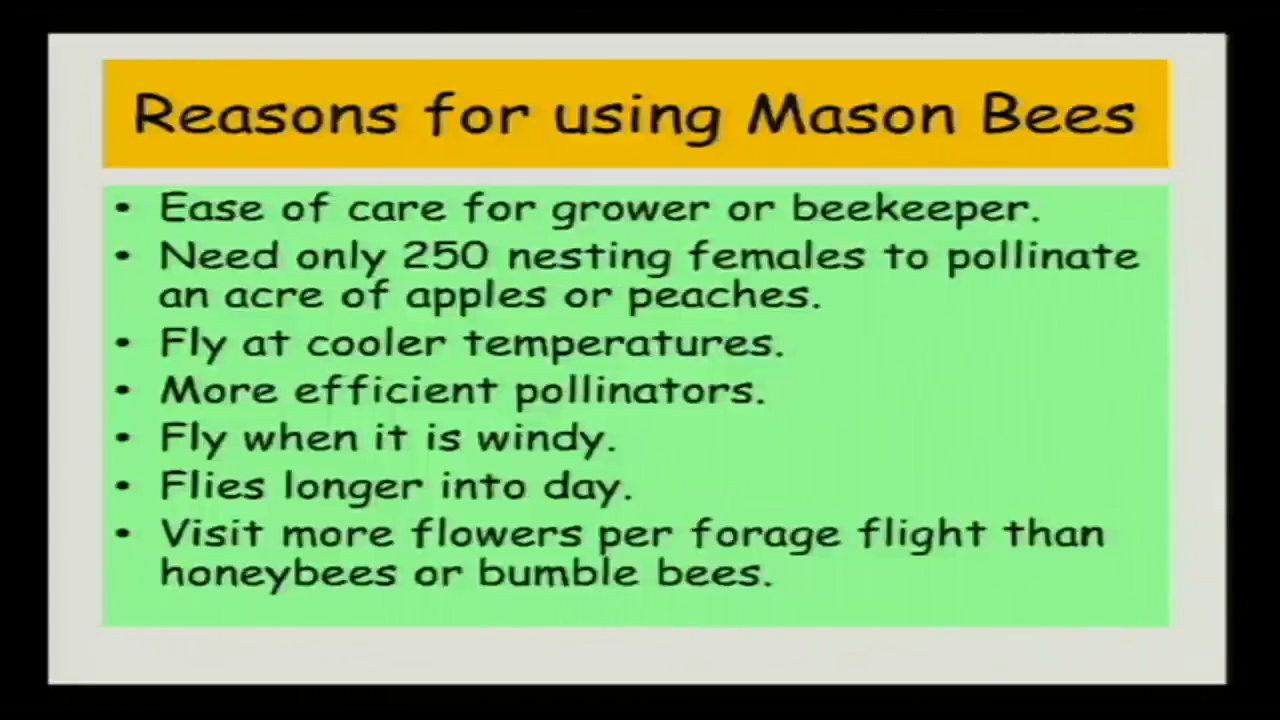 Reasons for using Mason Bees
• Ease of care for grower or beekeeper.
• Need only 250 nesting females to pollinate
an acre of apples or peaches.
• Fly at cooler temperatures.
• More efficient pollinators.
• Fly when it is windy.
• Flies longer into day.
• Visit more flowers per forage flight than
honeybees or bumble bees.